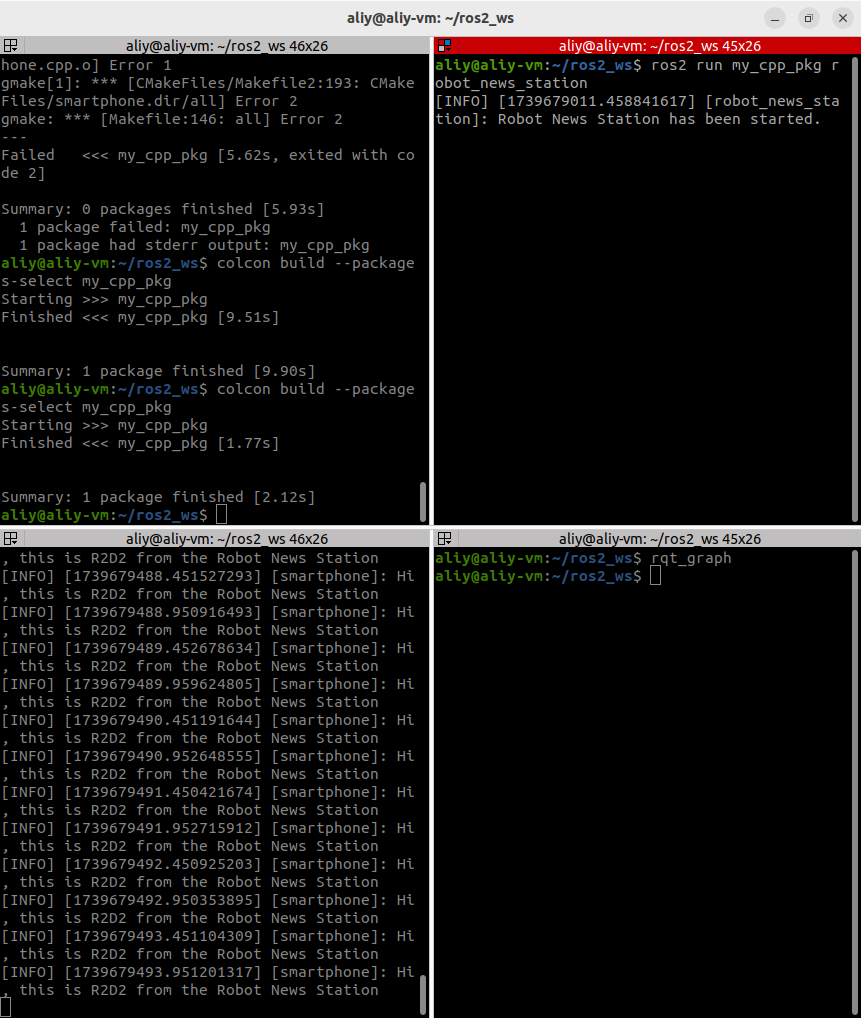 aliy@aliy-vm: ~/ros2_ws
aliy@aliy-vm: ~/ros2_ws 46x26
hone.cpp.o] Error 1
gmake[1]: *** [CMakeFiles/Makefile2:193: CMake
Files/smartphone.dir/all] Error 2
gmake: *** [Makefile:146: all] Error 2
---
Failed   <<< my_cpp_pkg [5.62s, exited with co
de 2]
Summary: 0 packages finished [5.93s]
  1 package failed: my_cpp_pkg
  1 package had stderr output: my_cpp_pkg
aliy@aliy-vm:~/ros2_ws$ colcon build --package
s-select my_cpp_pkg
Starting >>> my_cpp_pkg
Finished <<< my_cpp_pkg [9.51s]
Summary: 1 package finished [9.90s]
aliy@aliy-vm:~/ros2_ws$ colcon build --package
s-select my_cpp_pkg
Starting >>> my_cpp_pkg
Finished <<< my_cpp_pkg [1.77s]
Summary: 1 package finished [2.12s]
aliy@aliy-vm:~/ros2_ws$
aliy@aliy-vm: ~/ros2_ws 45x26
aliy@aliy-vm:~/ros2_ws$ ros2 run my_cpp_pkg r
obot_news_station
[INFO] [1739679011.458841617] [robot_news_sta
tion]: Robot News Station has been started.
aliy@aliy-vm: ~/ros2_ws 46x26
, this is R2D2 from the Robot News Station
[INFO] [1739679488.451527293] [smartphone]: Hi
, this is R2D2 from the Robot News Station
[INFO] [1739679488.950916493] [smartphone]: Hi
, this is R2D2 from the Robot News Station
[INFO] [1739679489.452678634] [smartphone]: Hi
, this is R2D2 from the Robot News Station
[INFO] [1739679489.959624805] [smartphone]: Hi
, this is R2D2 from the Robot News Station
[INFO] [1739679490.451191644] [smartphone]: Hi
, this is R2D2 from the Robot News Station
[INFO] [1739679490.952648555] [smartphone]: Hi
, this is R2D2 from the Robot News Station
[INFO] [1739679491.450421674] [smartphone]: Hi
, this is R2D2 from the Robot News Station
[INFO] [1739679491.952715912] [smartphone]: Hi
, this is R2D2 from the Robot News Station
[INFO] [1739679492.450925203] [smartphone]: Hi
, this is R2D2 from the Robot News Station
[INFO] [1739679492.950353895] [smartphone]: Hi
, this is R2D2 from the Robot News Station
[INFO] [1739679493.451104309] [smartphone]: Hi
, this is R2D2 from the Robot News Station
[INFO] [1739679493.951201317] [smartphone]: Hi
, this is R2D2 from the Robot News Station
aliy@aliy-vm: ~/ros2_ws 45x26
aliy@aliy-vm:~/ros2_ws$ rqt_graph
aliy@aliy-vm:~/ros2_ws$